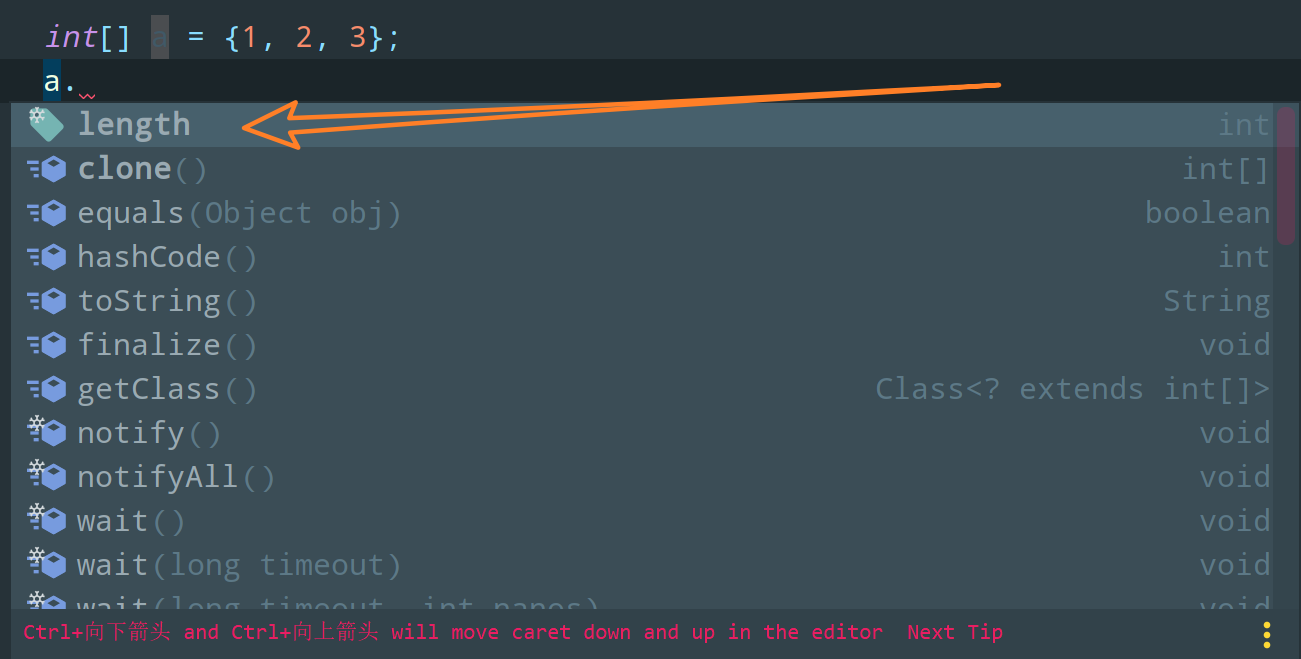 int[] a = {1, 2, 3};
a.
length int
clone() int[]
equals(Object obj) boolean
hashCode() int
toString() String
finalize() void
getClass() Class<? extends int[]>
notify() void
notifyAll() void
wait() void
wait(long timeout) void
wait(long timeout, int nanos) void
Ctrl+向下箭头 and Ctrl+向上箭头 will move caret down and up in the editor Next Tip